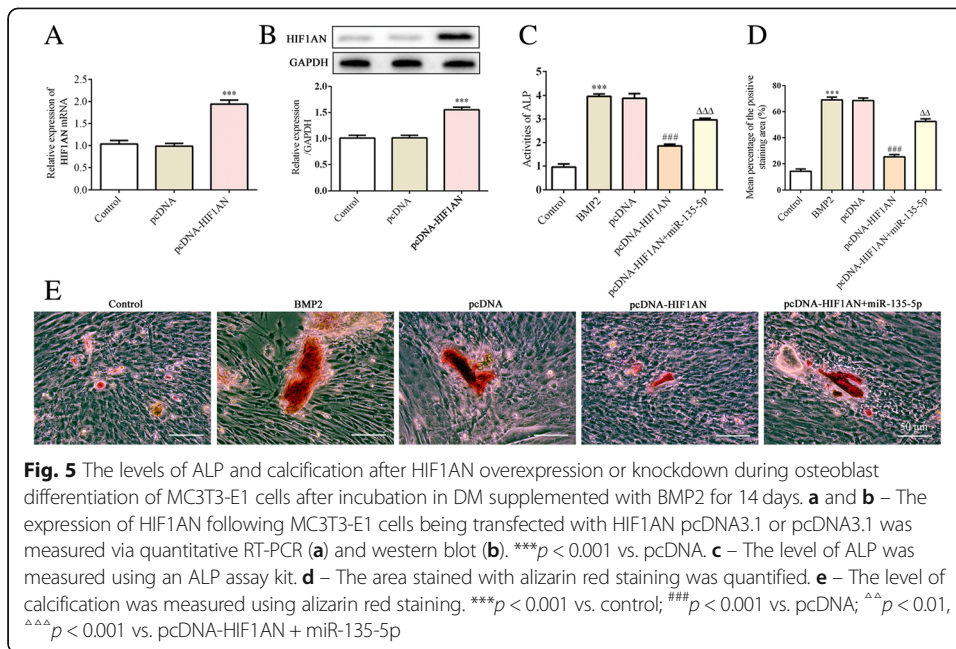 A
Relative expression of
HIF1AN mRNA
2.5
2.0
1.5
1.0
0.5
0.0
***
Control
pcDNA
pcDNA-HIF1AN
B
HIF1AN
GAPDH
Relative expression
/GAPDH
2.0
1.5
1.0
0.5
0.0
***
Control
pcDNA
pcDNA-HIF1AN
C
Activities of ALP
5
4
3
2
1
0
***
###
ΔΔΔ
Control
BMP2
pcDNA
pcDNA-HIF1AN
pcDNA-HIF1AN+miR-135-5p
D
Mean percentage of the positive
staining area (%)
80
60
40
20
0
***
###
ΔΔ
Control
BMP2
pcDNA
pcDNA-HIF1AN
pcDNA-HIF1AN+miR-135-5p
E
Control
BMP2
pcDNA
pcDNA-HIF1AN
pcDNA-HIF1AN+miR-135-5p
50 μm
Fig. 5 The levels of ALP and calcification after HIF1AN overexpression or knockdown during osteoblast
differentiation of MC3T3-E1 cells after incubation in DM supplemented with BMP2 for 14 days. a and b – The
expression of HIF1AN following MC3T3-E1 cells being transfected with HIF1AN pcDNA3.1 or pcDNA3.1 was
measured via quantitative RT-PCR (a) and western blot (b). ***p < 0.001 vs. pcDNA. c – The level of ALP was
measured using an ALP assay kit. d – The area stained with alizarin red staining was quantified. e – The level of
calcification was measured using alizarin red staining. ***p < 0.001 vs. control; ###p < 0.001 vs. pcDNA; ΔΔp < 0.01,
ΔΔΔp < 0.001 vs. pcDNA-HIF1AN + miR-135-5p